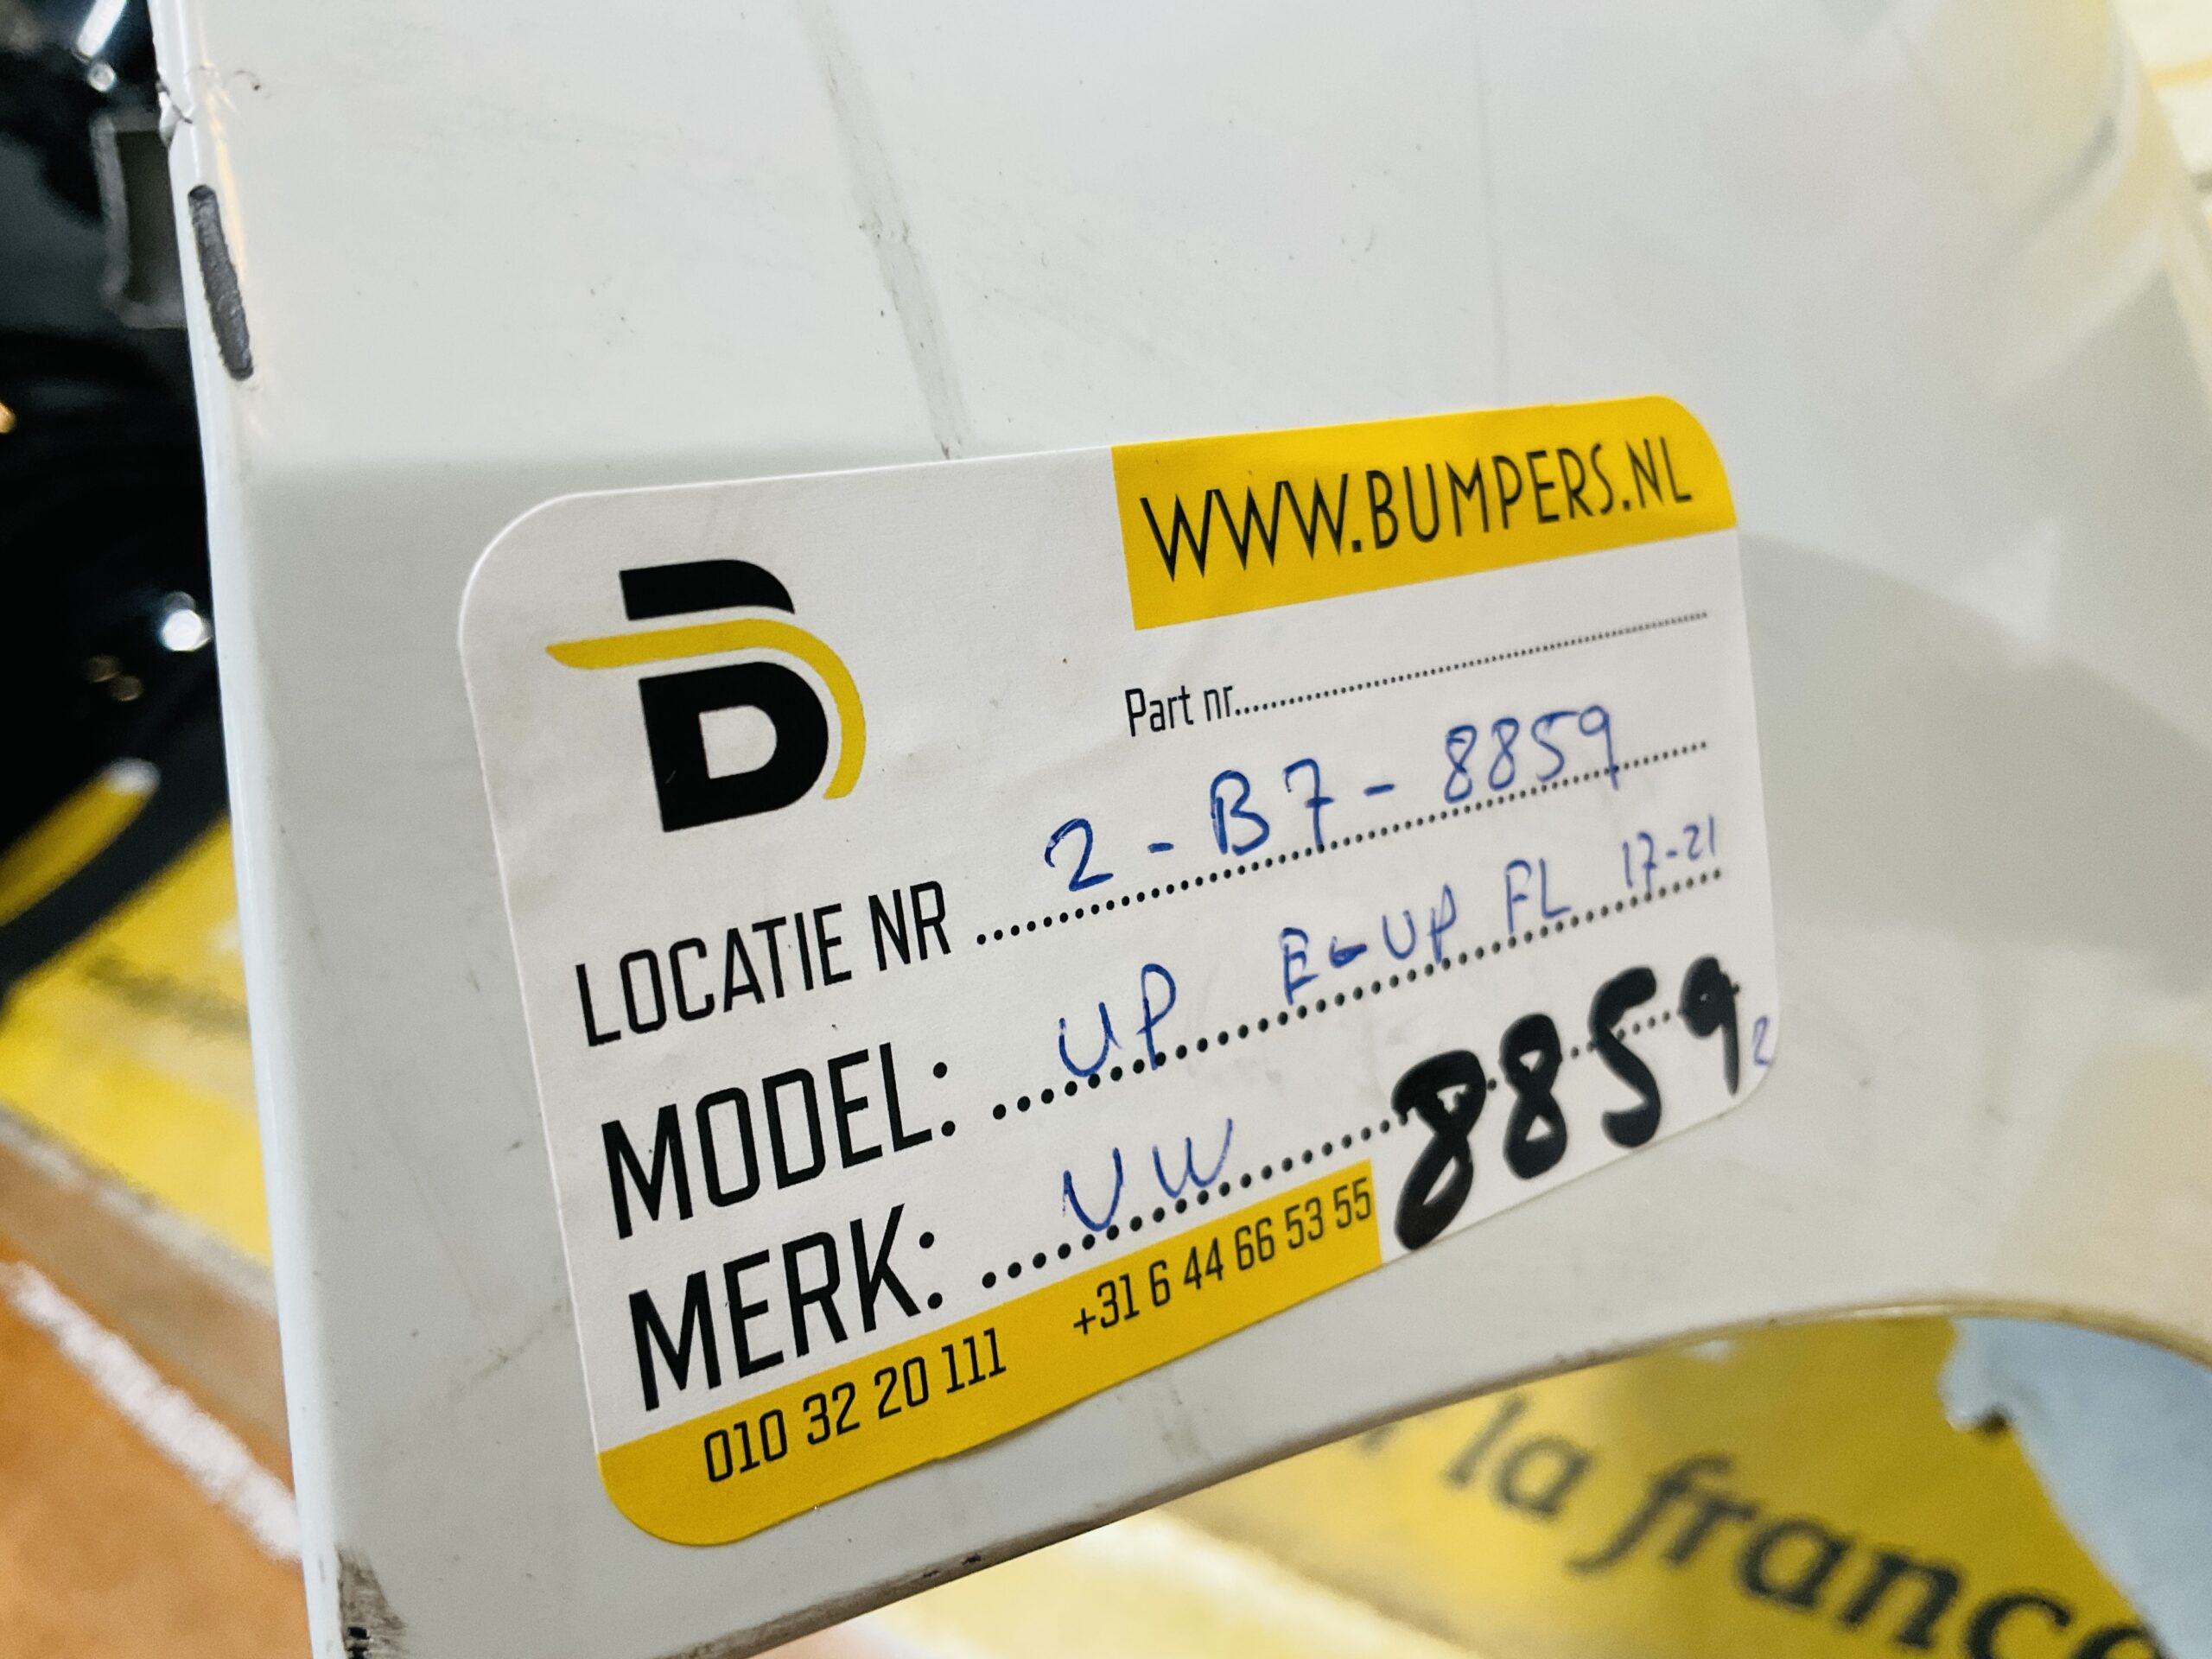 WWW.BUMPERS.NL
B
Part nr..........
LOCATIE NR .......... 2-B7-8859
MODEL: .......... UP E-UP FL 17-21
MERK: .......... VW
8859
2
010 32 20 111 +31 6 44 66 53 55
la franc